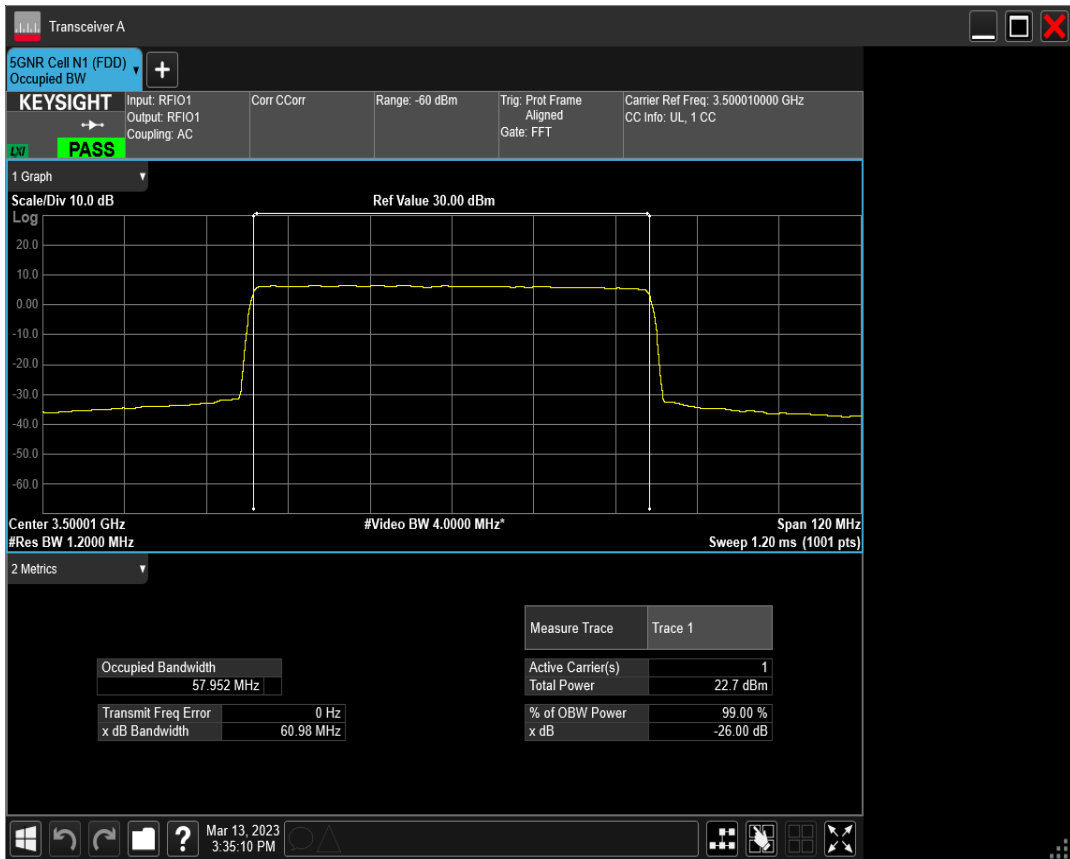 Transceiver A
5GNR Cell N1 (FDD)
Occupied BW
+
KEYSIGHT
LXI
PASS
Input: RFIO1
Output: RFIO1
Coupling: AC
Corr CCorr
Range: -60 dBm
Trig: Prot Frame
Aligned
Gate: FFT
Carrier Ref Freq: 3.500010000 GHz
CC Info: UL, 1 CC
1 Graph
Scale/Div 10.0 dB
Ref Value 30.00 dBm
Log
20.0
10.0
0.00
-10.0
-20.0
-30.0
-40.0
-50.0
-60.0
Center 3.50001 GHz
#Video BW 4.0000 MHz*
Span 120 MHz
#Res BW 1.2000 MHz
Sweep 1.20 ms (1001 pts)
2 Metrics
Measure Trace Trace 1
Occupied Bandwidth
57.952 MHz
Active Carrier(s) 1
Total Power 22.7 dBm
Transmit Freq Error 0 Hz
x dB Bandwidth 60.98 MHz
% of OBW Power 99.00 %
x dB -26.00 dB
?
Mar 13, 2023
3:35:10 PM